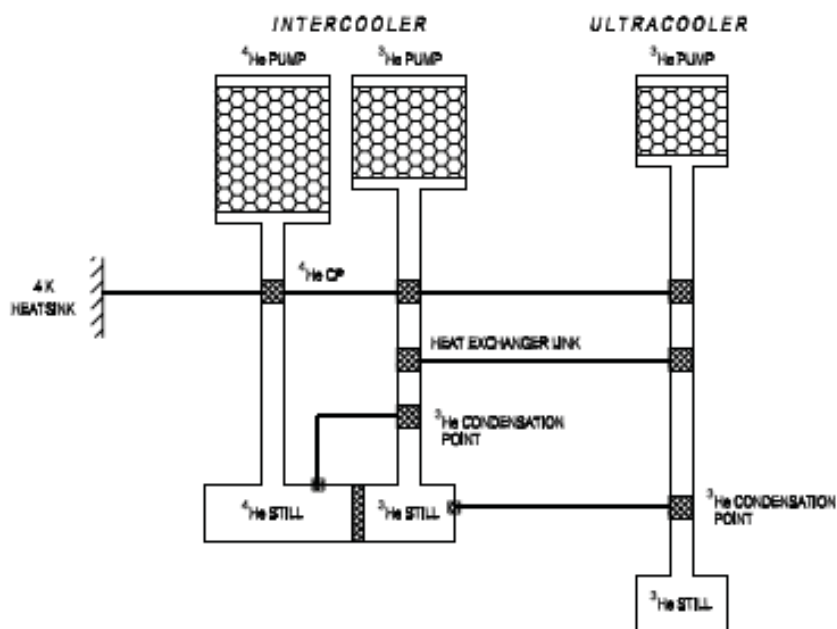 INTERCOOLER
ULTRACOOLER
⁴He PUMP
³He PUMP
³He PUMP
4 K
HEATSINK
⁴He CP
HEAT EXCHANGER LINK
³He CONDENSATION
POINT
⁴He STILL
³He STILL
³He CONDENSATION
POINT
³He STILL